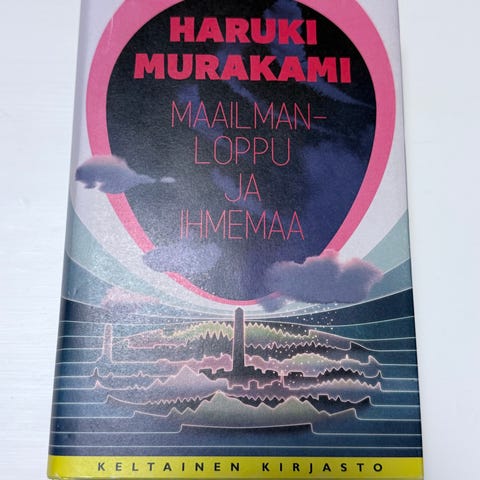 HARUKI
MURAKAMI
MAAILMAN-
LOPPU
JA
IHMEMAA
KELTAINEN KIRJASTO